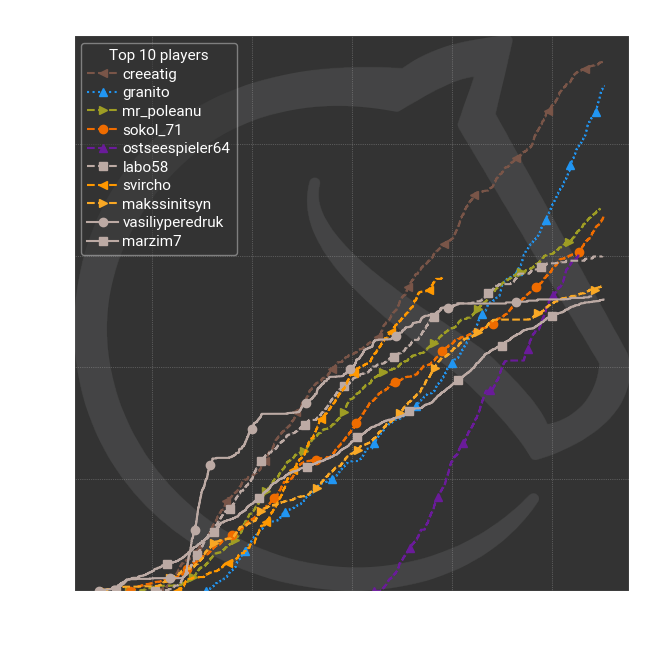 Top 10 players
creeatig
granito
mr_poleanu
sokol_71
ostseespieler64
labo58
svircho
makssinitsyn
vasiliyperedruk
marzim7